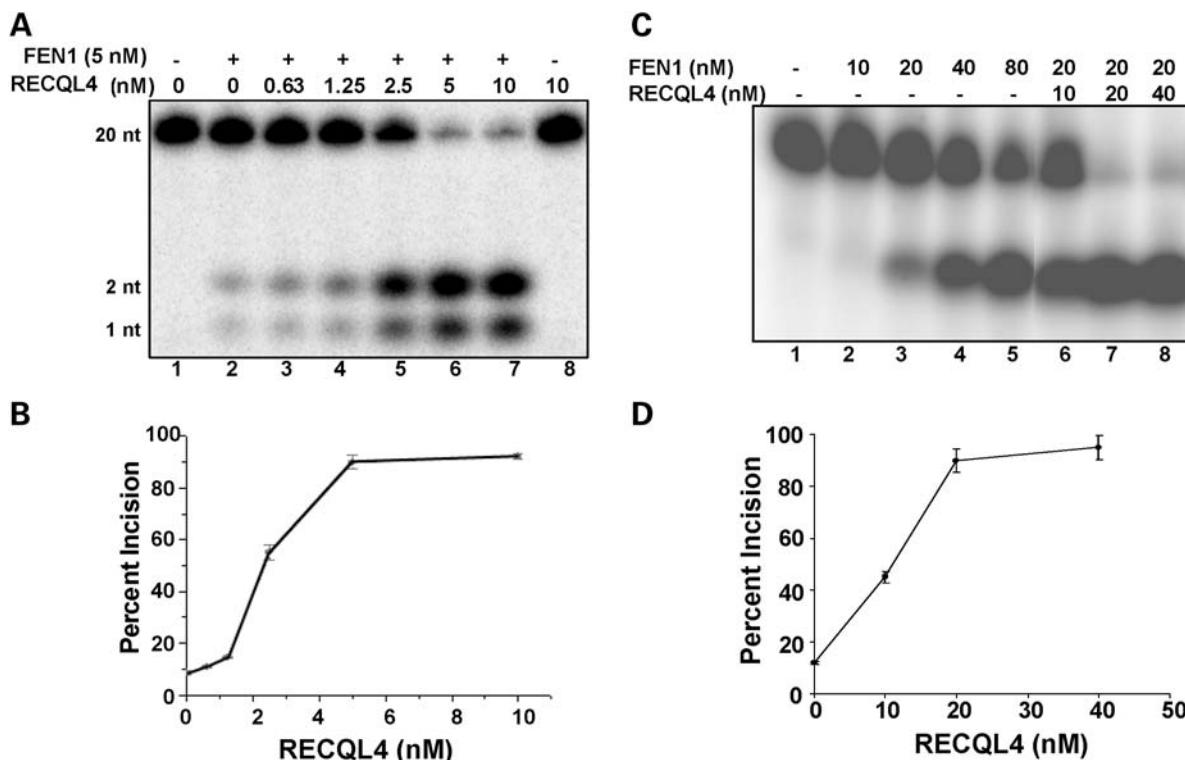 A
FEN1 (5 nM) - + + + + + + -
RECQL4 (nM) 0 0 0.63 1.25 2.5 5 10 10
20 nt
2 nt
1 nt
1 2 3 4 5 6 7 8
B
100
80
60
40
20
0
Percent Incision
0 2 4 6 8 10
RECQL4 (nM)
C
FEN1 (nM) - 10 20 40 80 20 20 20
RECQL4 (nM) - - - - - 10 20 40
1 2 3 4 5 6 7 8
D
100
80
60
40
20
0
Percent Incision
0 10 20 30 40 50
RECQL4 (nM)